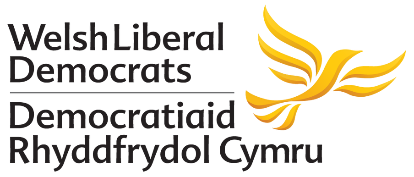 Welsh Liberal
Democrats
Democratiaid
Rhyddfrydol Cymru